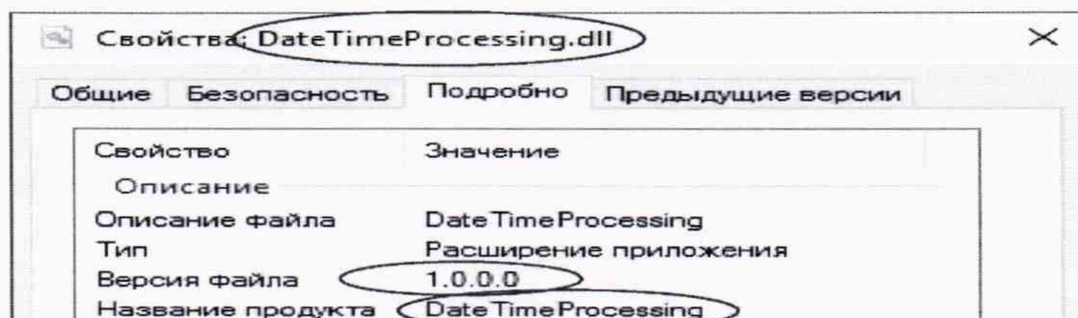 Свойства: DateTimeProcessing.dll
Общие Безопасность Подробно Предыдущие версии
Свойство Значение
Описание
Описание файла DateTimeProcessing
Тип Расширение приложения
Версия файла 1.0.0.0
Название продукта DateTimeProcessing